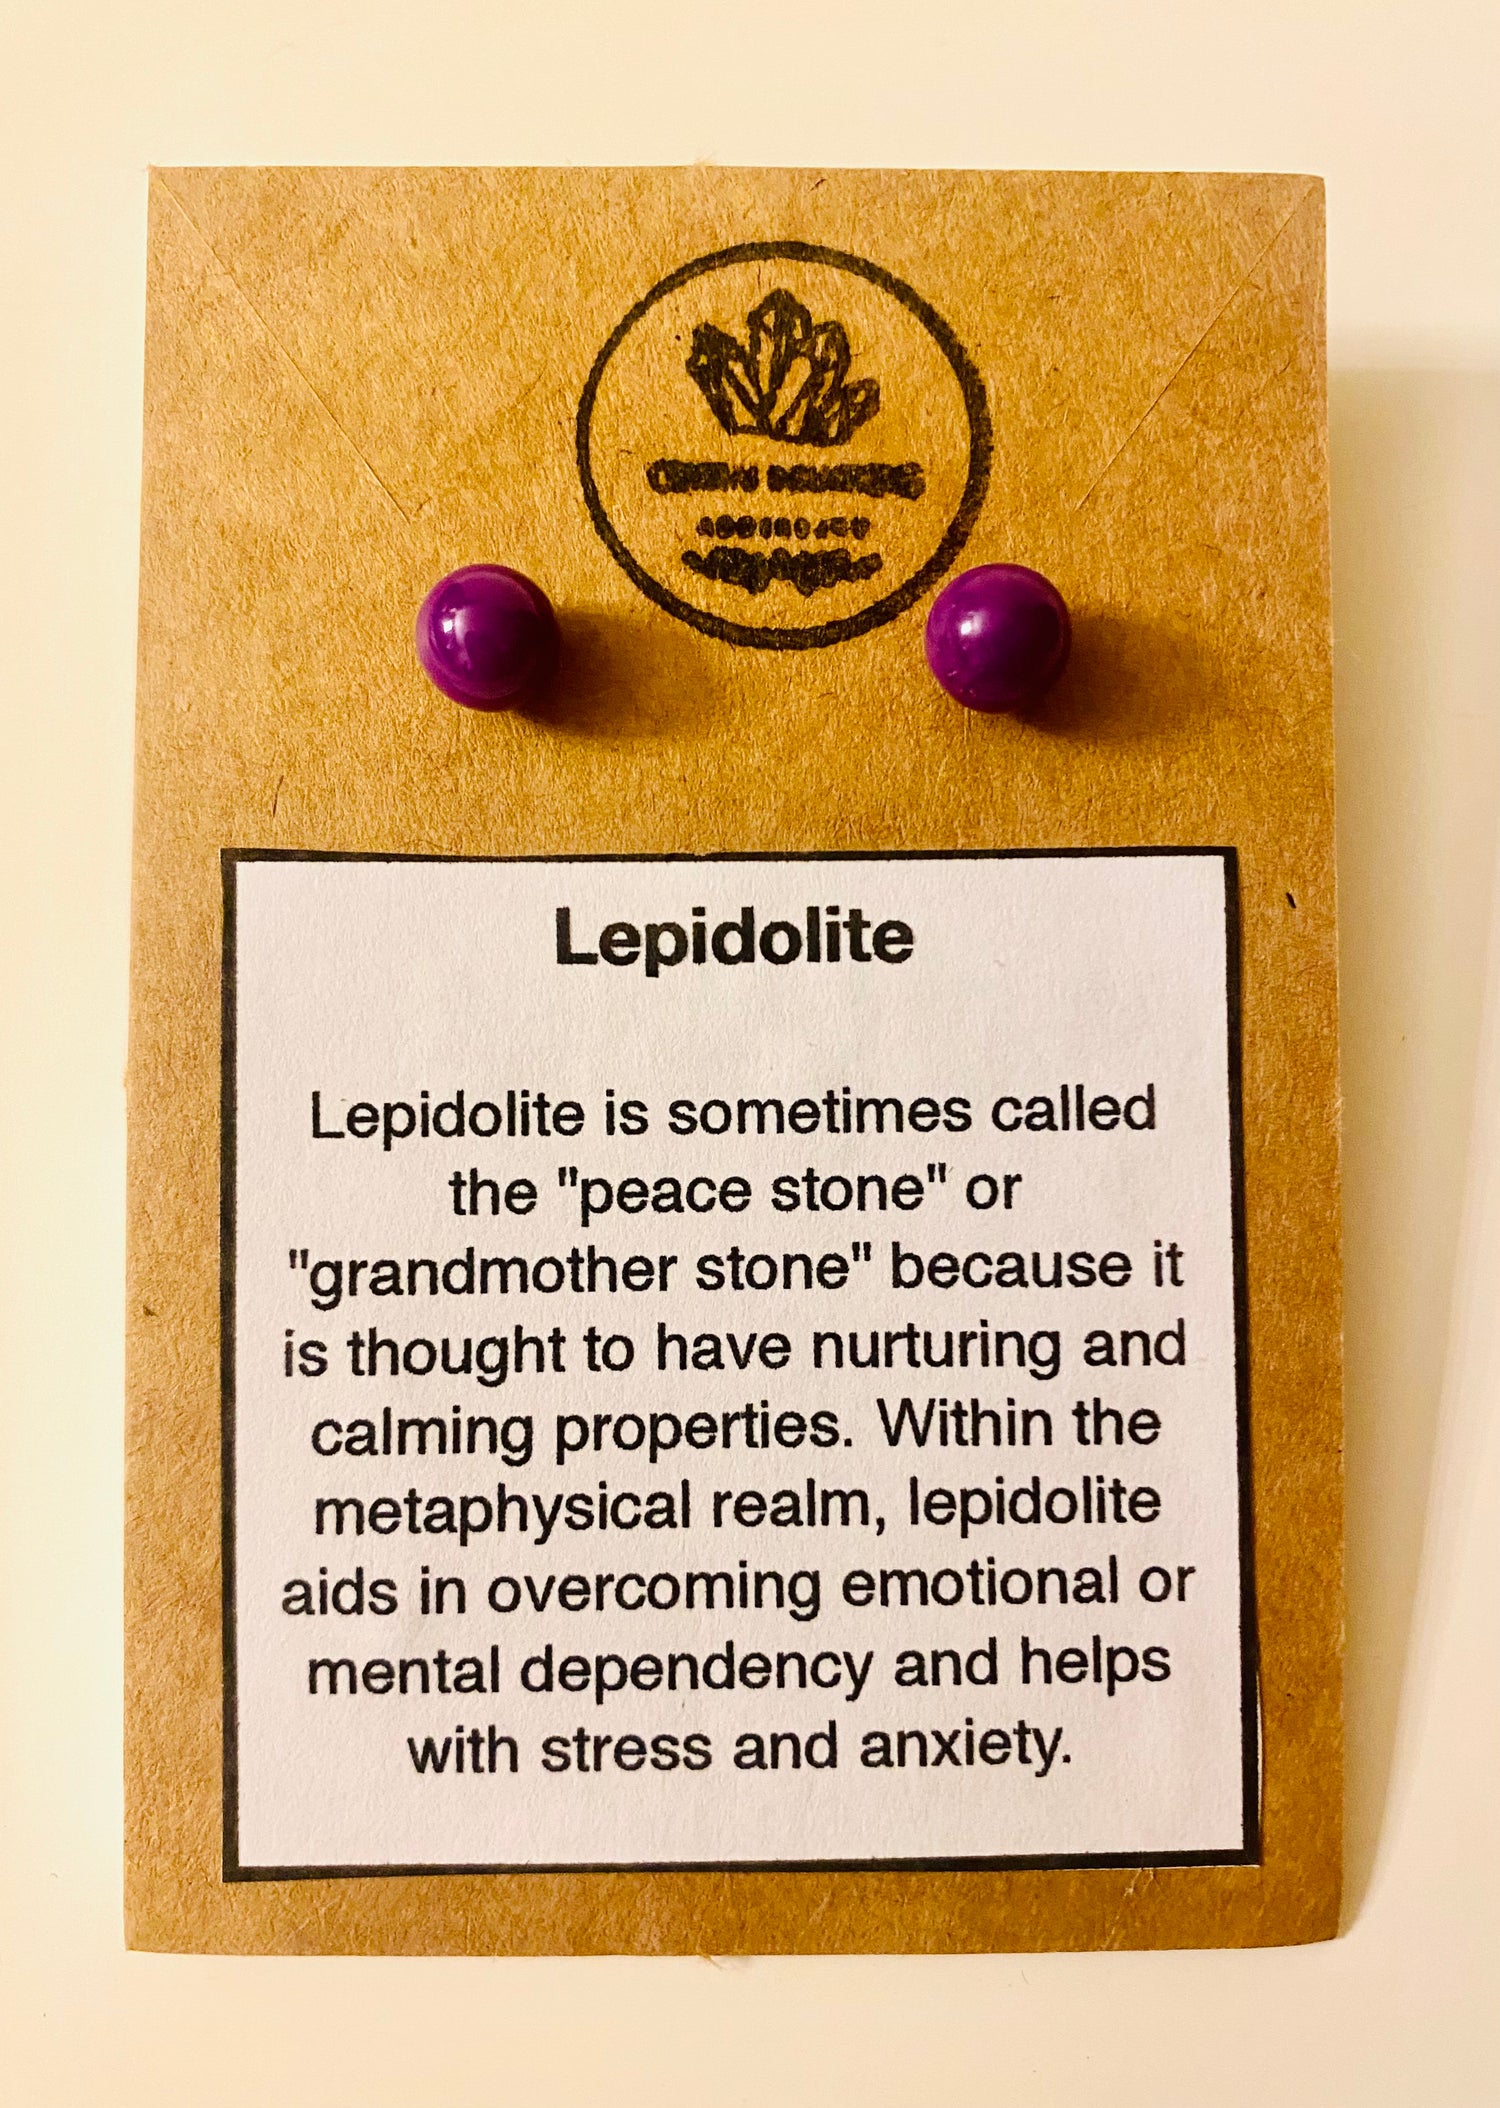 Lepidolite
Lepidolite is sometimes called
the "peace stone" or
"grandmother stone" because it
is thought to have nurturing and
calming properties. Within the
metaphysical realm, lepidolite
aids in overcoming emotional or
mental dependency and helps
with stress and anxiety.